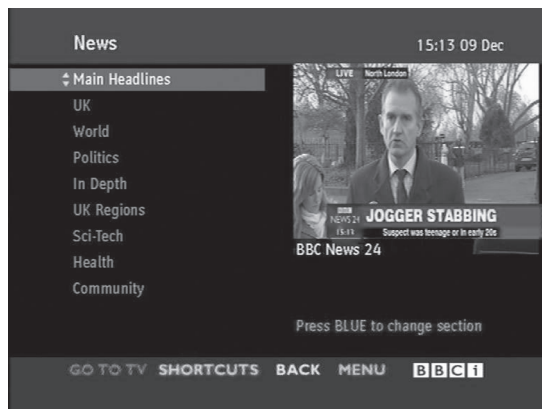 News
15:13 09 Dec
Main Headlines
UK
World
Politics
In Depth
UK Regions
Sci-Tech
Health
Community
LIVE North London
BBC
NEWS 24
15:13
JOGGER STABBING
Suspect was teenage or in early 20s
BBC News 24
Press BLUE to change section
GO TO TV SHORTCUTS BACK MENU BBCi